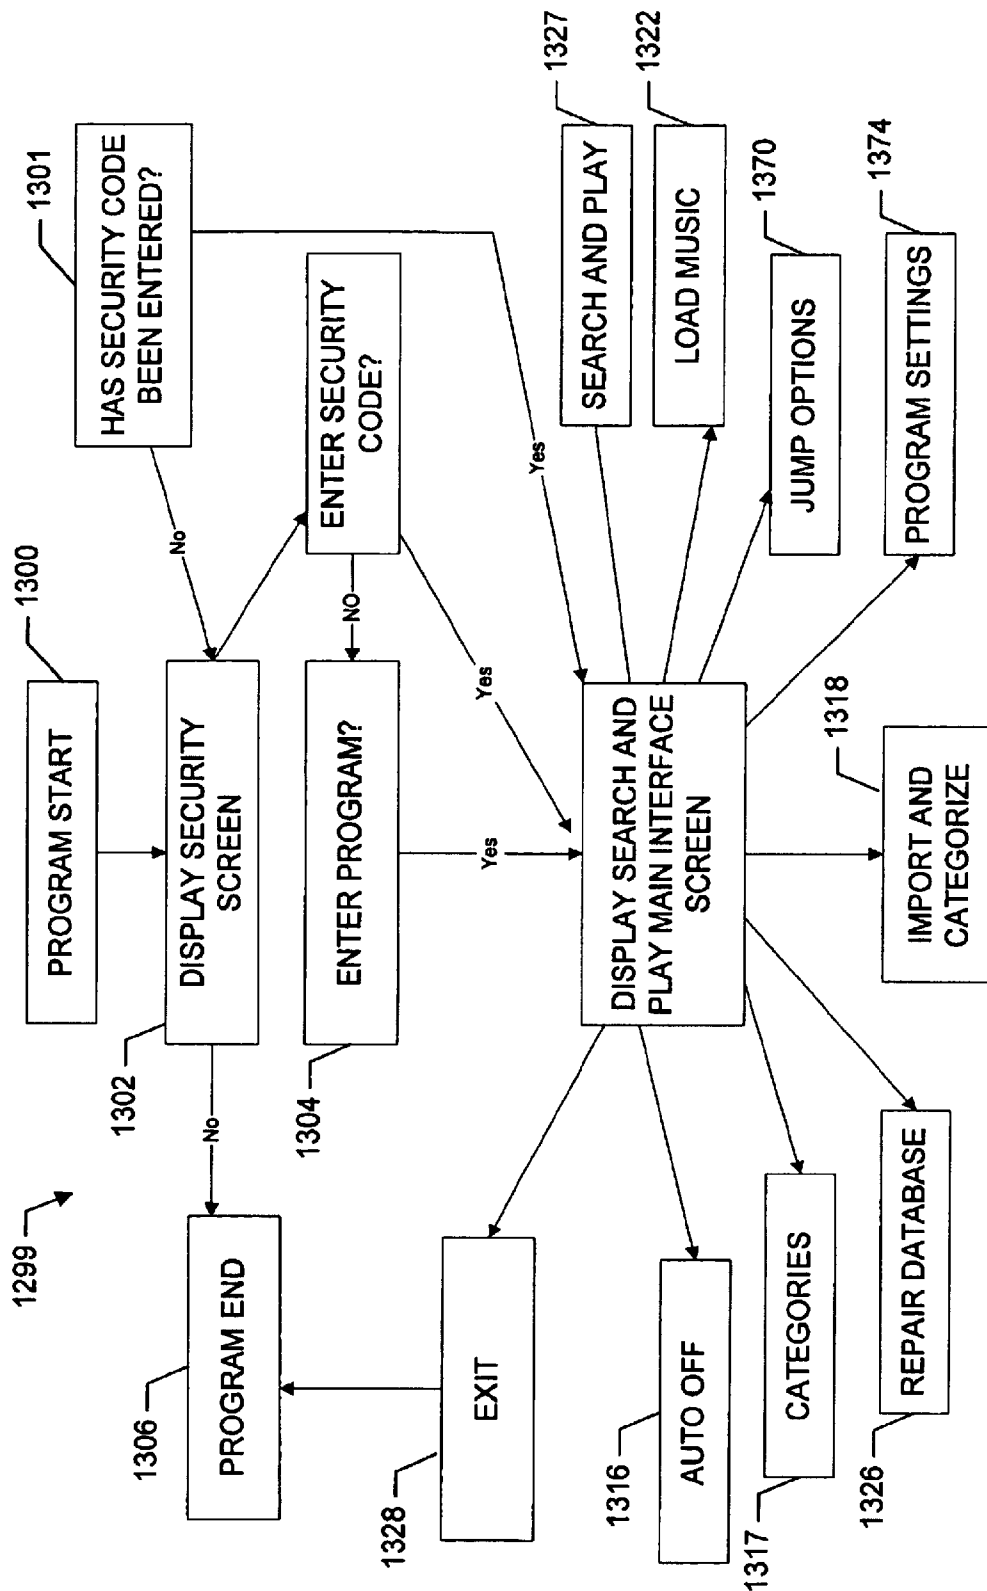 1299
1300
PROGRAM START
1301
HAS SECURITY CODE
BEEN ENTERED?
1306
PROGRAM END
No
1302
DISPLAY SECURITY
SCREEN
No
ENTER SECURITY
CODE?
1304
ENTER PROGRAM?
NO
1328
EXIT
Yes
Yes
Yes
DISPLAY SEARCH AND
PLAY MAIN INTERFACE
SCREEN
1327
SEARCH AND PLAY
1322
LOAD MUSIC
1316
AUTO OFF
1370
JUMP OPTIONS
1317
CATEGORIES
1374
PROGRAM SETTINGS
1326
REPAIR DATABASE
1318
IMPORT AND
CATEGORIZE